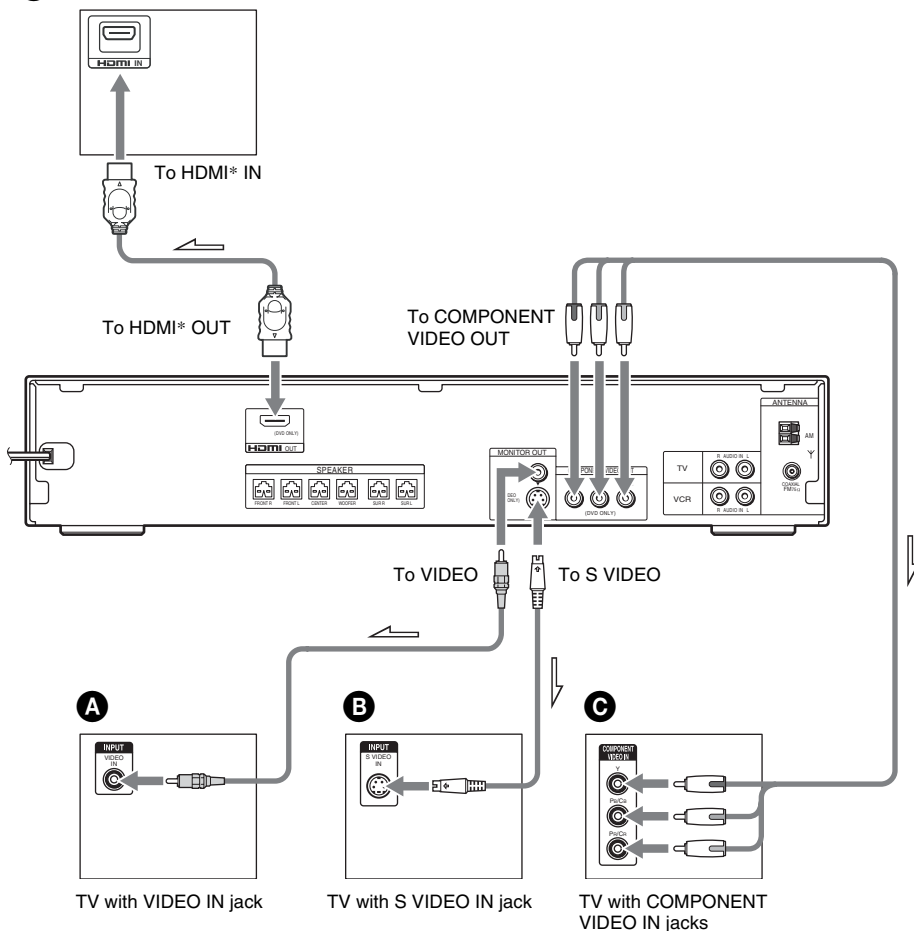 HDMI IN
To HDMI* IN
To HDMI* OUT
To COMPONENT
VIDEO OUT
(DVD ONLY)
HDMI OUT
SPEAKER
FRONT R FRONT L CENTER WOOFER SUR R SUR L
MONITOR OUT
(DVD ONLY)
ANTENNA
AM
COAXIAL
FM75Ω
R AUDIO IN L
TV
VCR
R AUDIO IN L
To VIDEO
To S VIDEO
A
INPUT
VIDEO
IN
TV with VIDEO IN jack
B
INPUT
S VIDEO
IN
TV with S VIDEO IN jack
C
COMPONENT
VIDEO IN
Y
PB/CB
PR/CR
TV with COMPONENT
VIDEO IN jacks